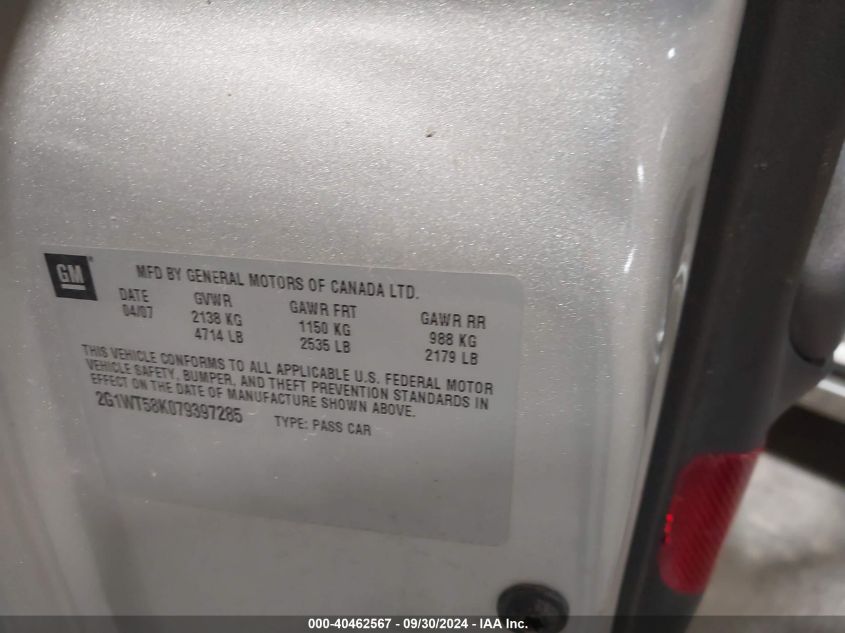 GM
MFD BY GENERAL MOTORS OF CANADA LTD.
DATE GVWR GAWR FRT GAWR RR
04/07 2138 KG 1150 KG 988 KG
4714 LB 2535 LB 2179 LB
THIS VEHICLE CONFORMS TO ALL APPLICABLE U.S. FEDERAL MOTOR
VEHICLE SAFETY, BUMPER, AND THEFT PREVENTION STANDARDS IN
EFFECT ON THE DATE OF MANUFACTURE SHOWN ABOVE.
2G1WT58K079397285 TYPE: PASS CAR
000-40462567 - 09/30/2024 - IAA Inc.